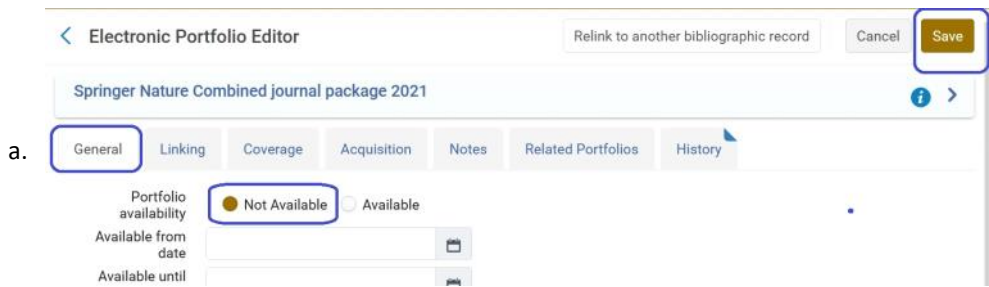 Electronic Portfolio Editor Relink to another bibliographic record Cancel Save
Springer Nature Combined journal package 2021
a. General Linking Coverage Acquisition Notes Related Portfolios History
Portfolio
availability
Not Available Available
Available from
date
Available until